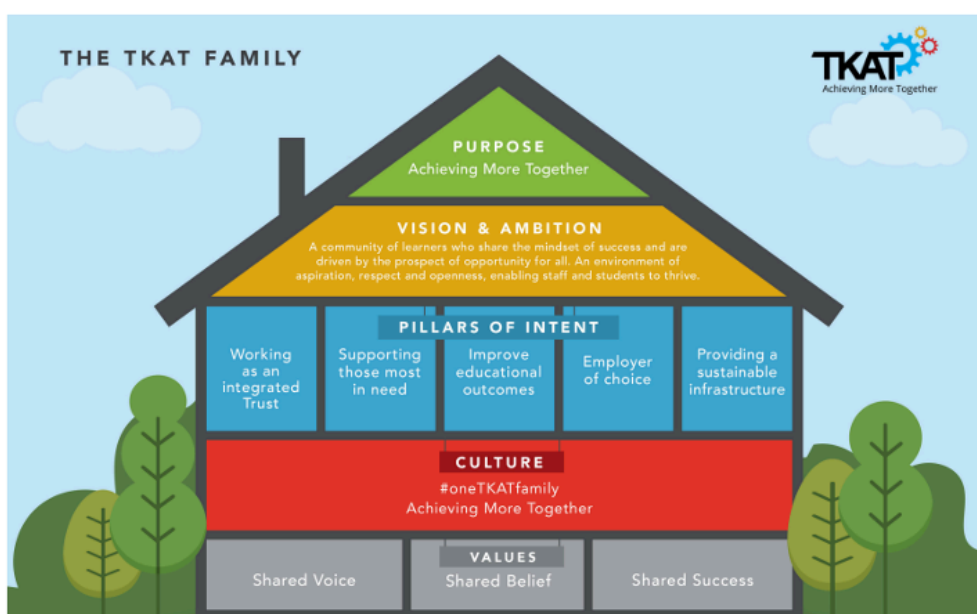 THE TKAT FAMILY
TKAT
Achieving More Together
PURPOSE
Achieving More Together
VISION & AMBITION
A community of learners who share the mindset of success and are
driven by the prospect of opportunity for all. An environment of
aspiration, respect and openness, enabling staff and students to thrive.
PILLARS OF INTENT
Working
as an
integrated
Trust
Supporting
those most
in need
Improve
educational
outcomes
Employer
of choice
Providing a
sustainable
infrastructure
CULTURE
#oneTKATfamily
Achieving More Together
VALUES
Shared Voice
Shared Belief
Shared Success